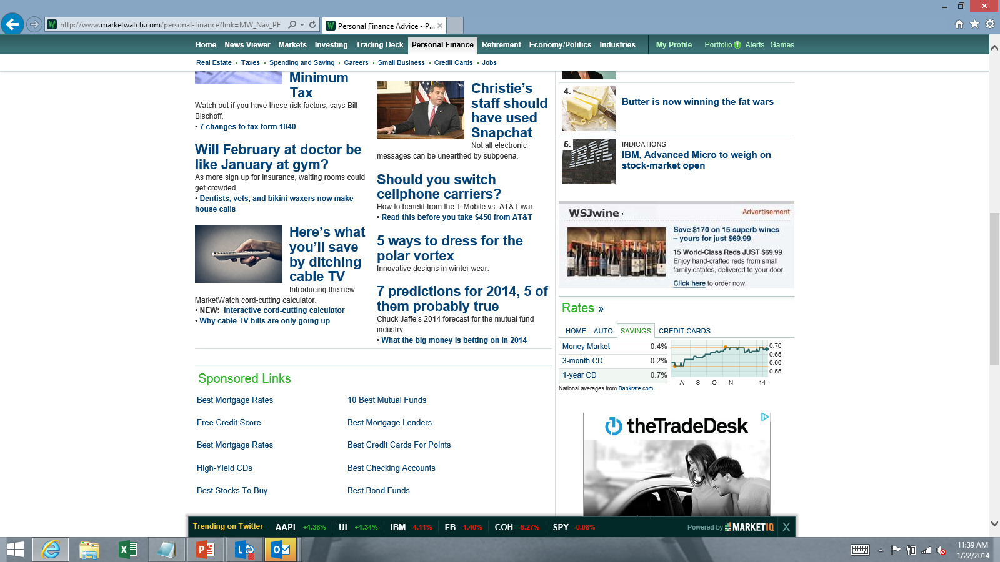 http://www.marketwatch.com/personal-finance?link=MW_Nav_PF
Personal Finance Advice - P...
Home News Viewer Markets Investing Trading Deck Personal Finance Retirement Economy/Politics Industries My Profile Portfolio Alerts Games
Real Estate • Taxes • Spending and Saving • Careers • Small Business • Credit Cards • Jobs
Minimum
Tax
Watch out if you have these risk factors, says Bill
Bischoff.
• 7 changes to tax form 1040
Will February at doctor be
like January at gym?
As more sign up for insurance, waiting rooms could
get crowded.
• Dentists, vets, and bikini waxers now make
house calls
Here's what
you'll save
by ditching
cable TV
Introducing the new
MarketWatch cord-cutting calculator.
• NEW: Interactive cord-cutting calculator
• Why cable TV bills are only going up
Christie's
staff should
have used
Snapchat
Not all electronic
messages can be unearthed by subpoena.
Should you switch
cellphone carriers?
How to benefit from the T-Mobile vs. AT&T war.
• Read this before you take $450 from AT&T
5 ways to dress for the
polar vortex
Innovative designs in winter wear.
7 predictions for 2014, 5 of
them probably true
Chuck Jaffe's 2014 forecast for the mutual fund
industry.
• What the big money is betting on in 2014
4.
Butter is now winning the fat wars
5.
IBM
INDICATIONS
IBM, Advanced Micro to weigh on
stock-market open
WSJwine ›
Advertisement
Save $170 on 15 superb wines
– yours for just $69.99
15 World-Class Reds JUST $69.99
Enjoy hand-crafted reds from small
family estates, delivered to your door.
Click here to order now.
Rates »
HOME AUTO SAVINGS CREDIT CARDS
Money Market 0.4%
3-month CD 0.2%
1-year CD 0.7%
0.70
0.65
0.60
0.55
A S O N 14
National averages from Bankrate.com
theTradeDesk
Sponsored Links
Best Mortgage Rates 10 Best Mutual Funds
Free Credit Score Best Mortgage Lenders
Best Mortgage Rates Best Credit Cards For Points
High-Yield CDs Best Checking Accounts
Best Stocks To Buy Best Bond Funds
Trending on Twitter AAPL +1.38% UL +1.34% IBM -4.11% FB -1.40% COH -6.27% SPY -0.08% Powered by MARKETIQ X
11:39 AM
1/22/2014